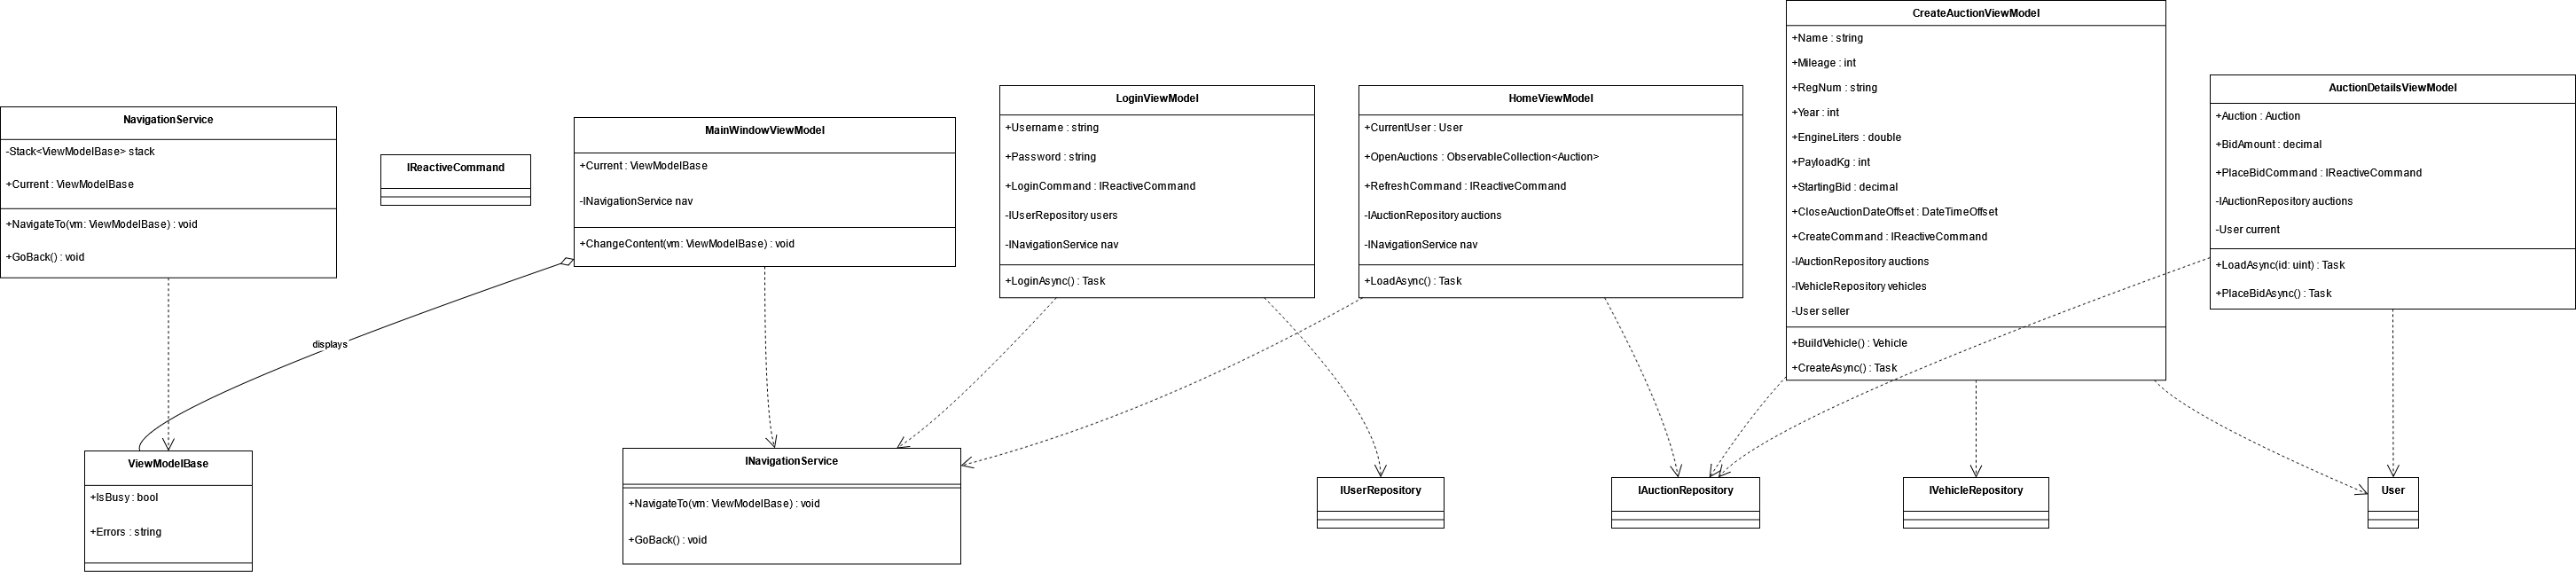 NavigationService
-Stack<ViewModelBase> stack
+Current : ViewModelBase
+NavigateTo(vm: ViewModelBase) : void
+GoBack() : void
IReactiveCommand
MainWindowViewModel
+Current : ViewModelBase
-INavigationService nav
+ChangeContent(vm: ViewModelBase) : void
LoginViewModel
+Username : string
+Password : string
+LoginCommand : IReactiveCommand
-IUserRepository users
-INavigationService nav
+LoginAsync() : Task
HomeViewModel
+CurrentUser : User
+OpenAuctions : ObservableCollection<Auction>
+RefreshCommand : IReactiveCommand
-IAuctionRepository auctions
-INavigationService nav
+LoadAsync() : Task
CreateAuctionViewModel
+Name : string
+Mileage : int
+RegNum : string
+Year : int
+EngineLiters : double
+PayloadKg : int
+StartingBid : decimal
+CloseAuctionDateOffset : DateTimeOffset
+CreateCommand : IReactiveCommand
-IAuctionRepository auctions
-IVehicleRepository vehicles
-User seller
+BuildVehicle() : Vehicle
+CreateAsync() : Task
AuctionDetailsViewModel
+Auction : Auction
+BidAmount : decimal
+PlaceBidCommand : IReactiveCommand
-IAuctionRepository auctions
-User current
+LoadAsync(id: uint) : Task
+PlaceBidAsync() : Task
displays
ViewModelBase
+IsBusy : bool
+Errors : string
INavigationService
+NavigateTo(vm: ViewModelBase) : void
+GoBack() : void
IUserRepository
IAuctionRepository
IVehicleRepository
User